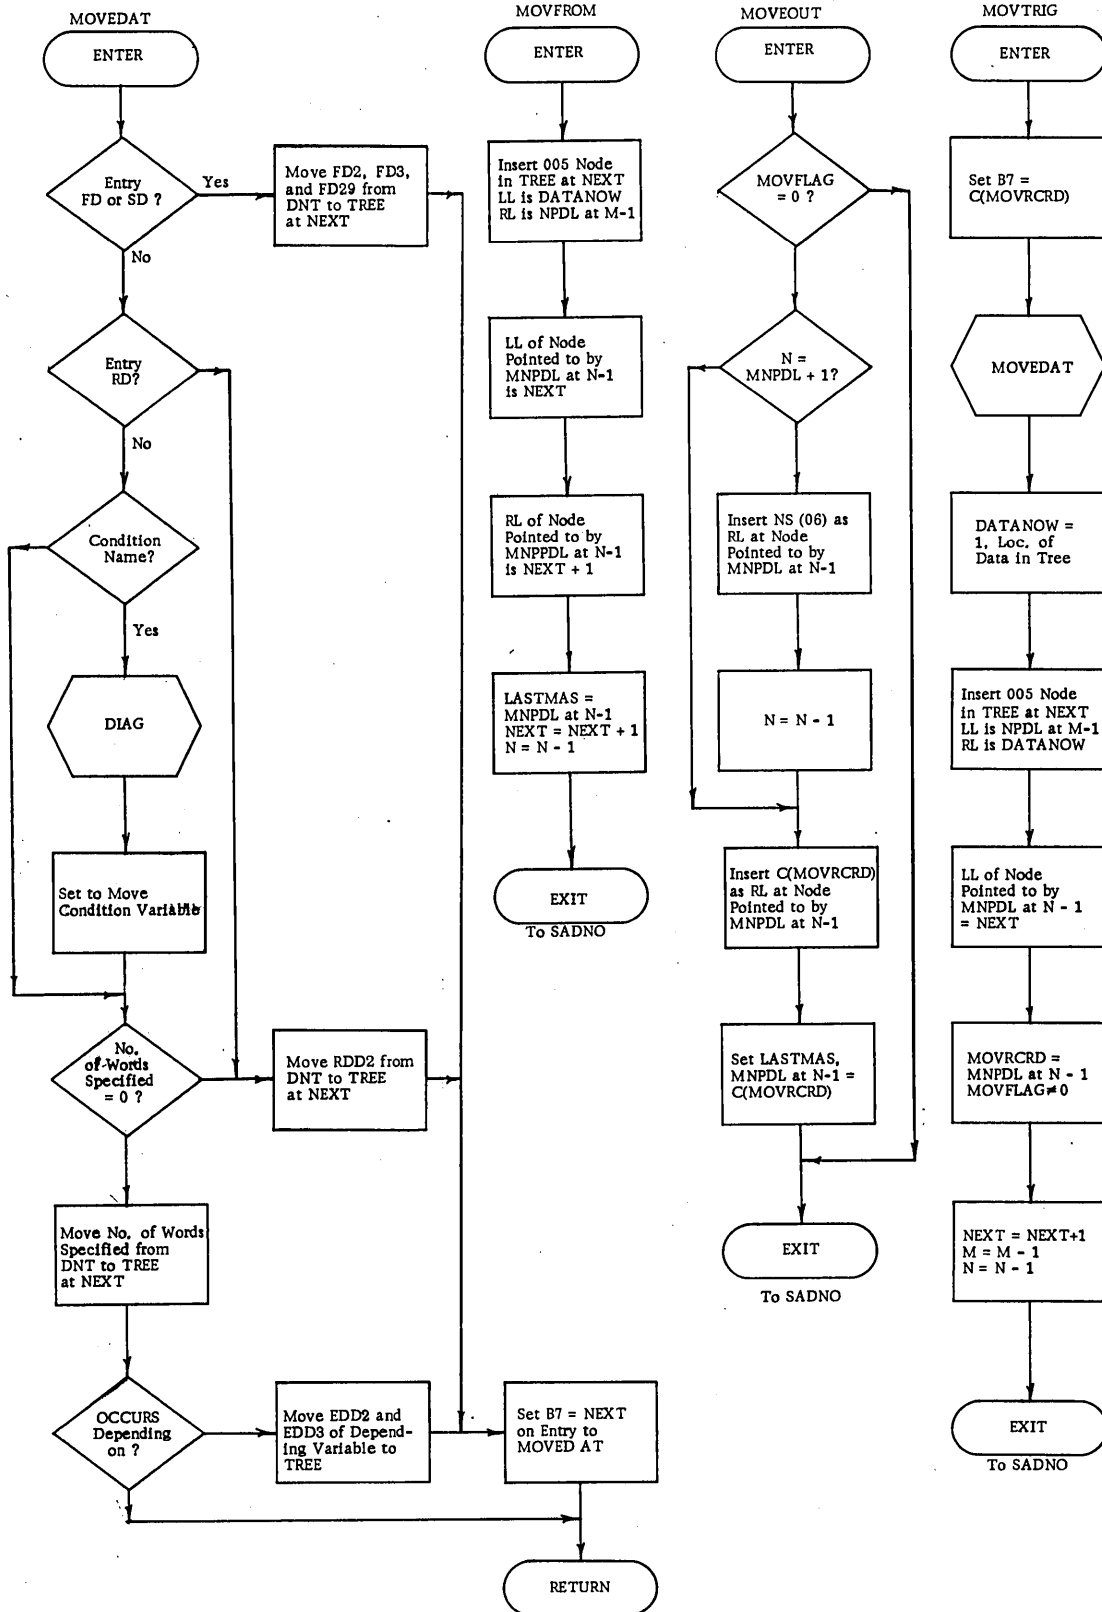 MOVEDAT
ENTER
Entry
FD or SD ?
Yes
Move FD2, FD3,
and FD29 from
DNT to TREE
at NEXT
No
Entry
RD?
No
Condition
Name?
Yes
DIAG
Set to Move
Condition Variable
No.
of-Words
Specified
= 0 ?
Move RDD2 from
DNT to TREE
at NEXT
Move No. of Words
Specified from
DNT to TREE
at NEXT
OCCURS
Depending
on ?
Move EDD2 and
EDD3 of Depend-
ing Variable to
TREE
Set B7 = NEXT
on Entry to
MOVED AT
RETURN
MOVFROM
ENTER
Insert 005 Node
in TREE at NEXT
LL is DATANOW
RL is NPDL at M-1
LL of Node
Pointed to by
MNPDL at N-1
is NEXT
RL of Node
Pointed to by
MNPPDL at N-1
is NEXT + 1
LASTMAS =
MNPDL at N-1
NEXT = NEXT + 1
N = N - 1
EXIT
To SADNO
MOVEOUT
ENTER
MOVFLAG
= 0 ?
N =
MNPDL + 1?
Insert NS (06) as
RL at Node
Pointed to by
MNPDL at N-1
N = N - 1
Insert C(MOVRCRD)
as RL at Node
Pointed to by
MNPDL at N-1
Set LASTMAS,
MNPDL at N-1 =
C(MOVRCRD)
EXIT
To SADNO
MOVTRIG
ENTER
Set B7 =
C(MOVRCRD)
MOVEDAT
DATANOW =
1, Loc. of
Data in Tree
Insert 005 Node
in TREE at NEXT
LL is NPDL at M-1
RL is DATANOW
LL of Node
Pointed to by
MNPDL at N - 1
= NEXT
MOVRCRD =
MNPDL at N - 1
MOVFLAG≠0
NEXT = NEXT+1
M = M - 1
N = N - 1
EXIT
To SADNO